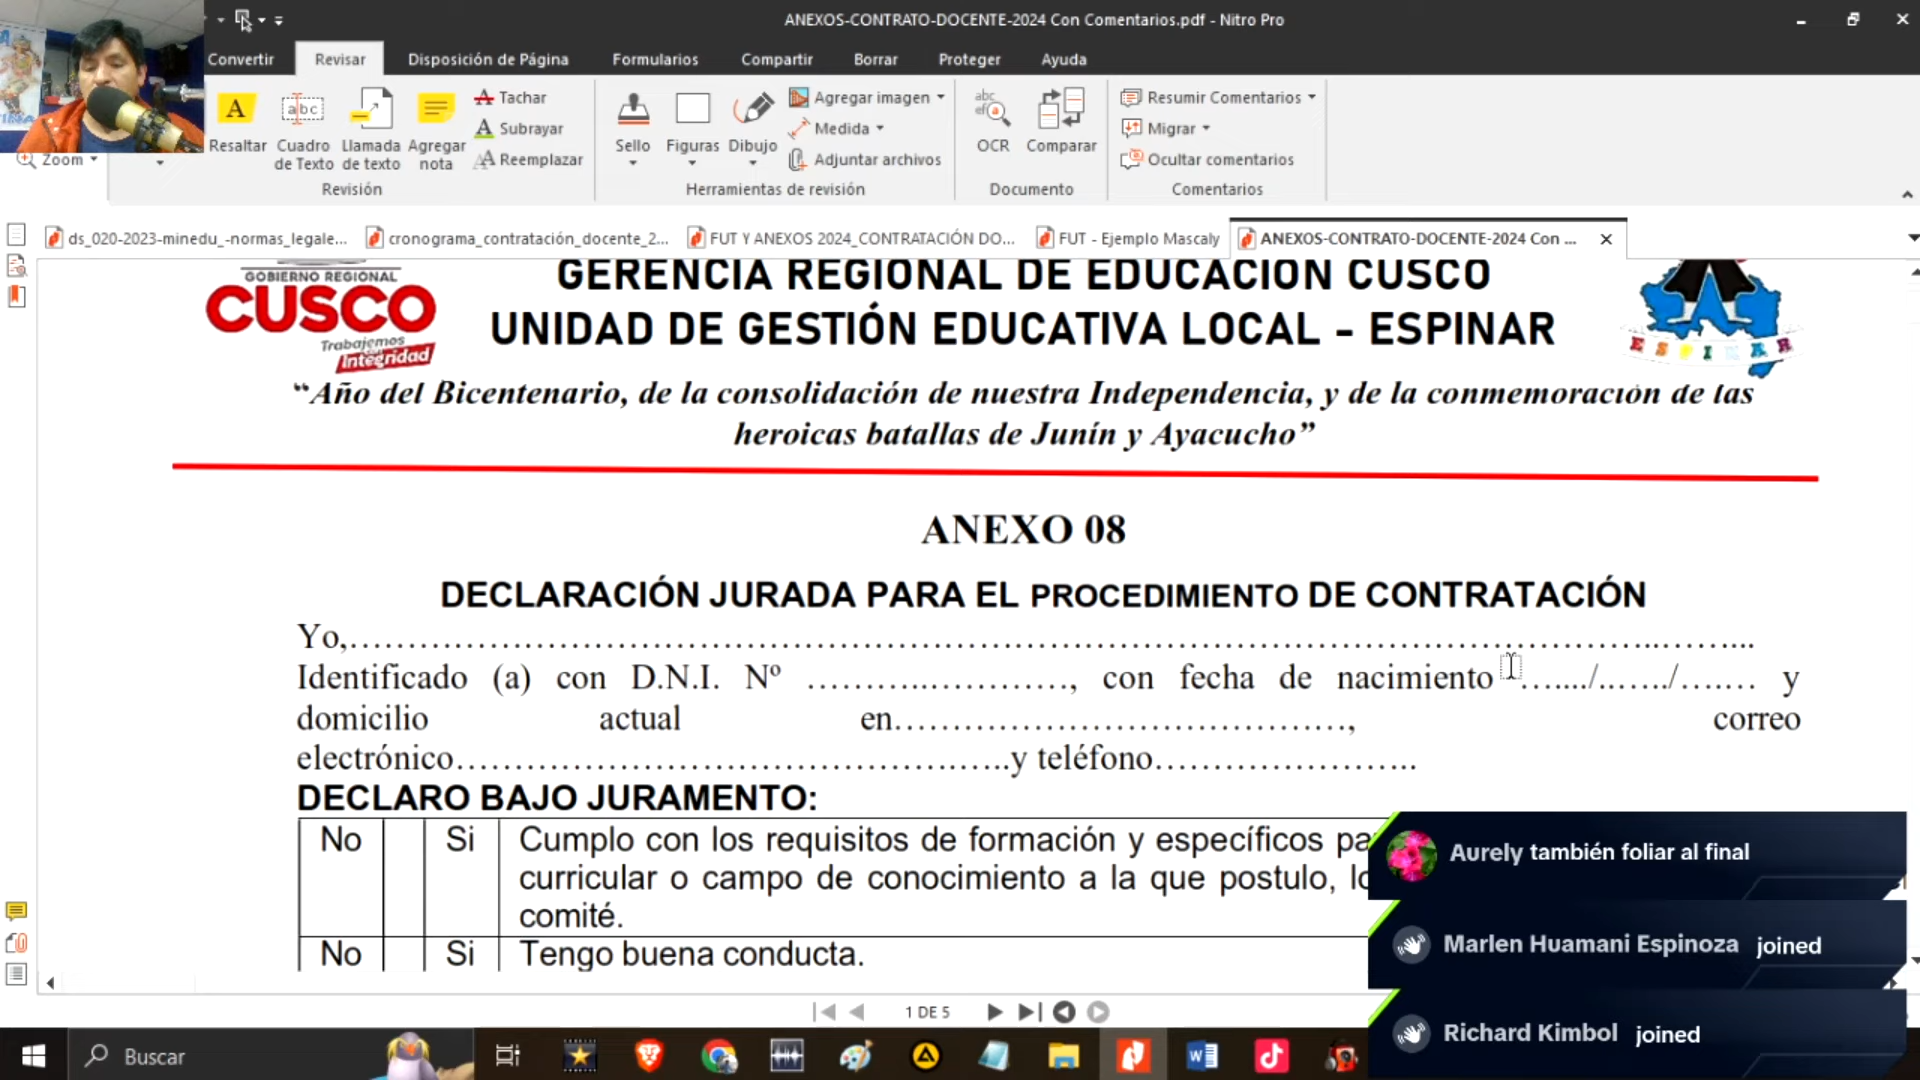 ANEXOS-CONTRATO-DOCENTE-2024 Con Comentarios.pdf - Nitro Pro
Convertir
Revisar
Disposición de Página
Formularios
Compartir
Borrar
Proteger
Ayuda
Zoom
Resaltar
Cuadro de Texto
Llamada de texto
Agregar nota
Tachar
Subrayar
Reemplazar
Revisión
Sello
Figuras
Dibujo
Agregar imagen
Medida
Adjuntar archivos
Herramientas de revisión
OCR
Comparar
Documento
Resumir Comentarios
Migrar
Ocultar comentarios
Comentarios
ds_020-2023-minedu_-normas_legale...
cronograma_contratación_docente_2...
FUT Y ANEXOS 2024_CONTRATACIÓN DO...
FUT - Ejemplo Mascaly
ANEXOS-CONTRATO-DOCENTE-2024 Con ...
GOBIERNO REGIONAL
CUSCO
Trabajemos
con
Integridad
GERENCIA REGIONAL DE EDUCACION CUSCO
UNIDAD DE GESTIÓN EDUCATIVA LOCAL - ESPINAR
ESPINAR
“Año del Bicentenario, de la consolidación de nuestra Independencia, y de la conmemoración de las
heroicas batallas de Junín y Ayacucho”
ANEXO 08
DECLARACIÓN JURADA PARA EL PROCEDIMIENTO DE CONTRATACIÓN
Yo,……………………………………………………………………………………………..……...
Identificado (a) con D.N.I. Nº ………..…………, con fecha de nacimiento …..../..…../….… y
domicilio actual en…………………………………, correo
electrónico…………………………………….…..y teléfono…………………..
DECLARO BAJO JURAMENTO:
No Si Cumplo con los requisitos de formación y específicos
curricular o campo de conocimiento a la que postulo,
comité.
No Si Tengo buena conducta.
Aurely también foliar al final
Marlen Huamani Espinoza joined
Richard Kimbol joined
1 DE 5
Buscar